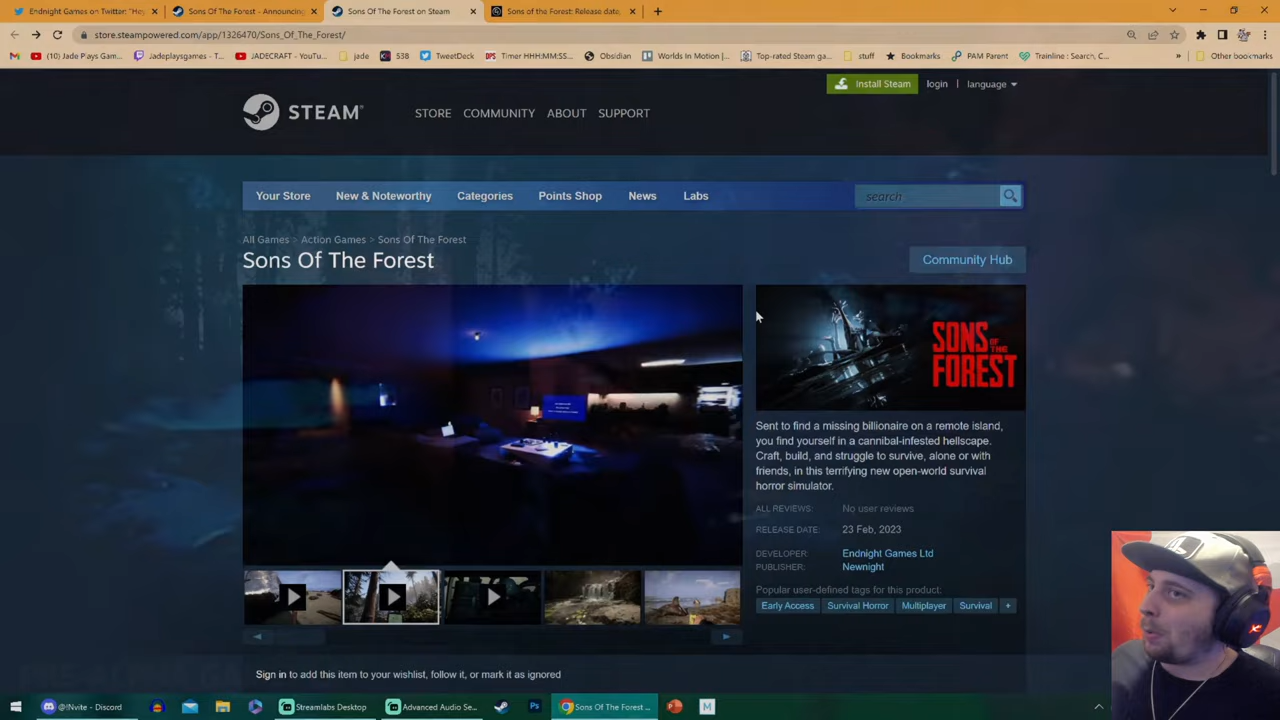 Endnight Games on Twitter: "Hey
Sons Of The Forest - Announcing
Sons Of The Forest on Steam
Sons of the Forest: Release date,
store.steampowered.com/app/1326470/Sons_Of_The_Forest/
(10) Jade Plays Gam...
Jadeplaysgames - T...
JADECRAFT - YouTu...
jade
538
TweetDeck
Timer HHH:MM:SS...
Obsidian
Worlds In Motion |...
Top-rated Steam ga...
stuff
Bookmarks
PAM Parent
Trainline : Search, C...
»
Other bookmarks
Install Steam
login
language
STEAM
STORE COMMUNITY ABOUT SUPPORT
Your Store New & Noteworthy Categories Points Shop News Labs
search
All Games > Action Games > Sons Of The Forest
Sons Of The Forest
Community Hub
SONS
OF THE
FOREST
Sent to find a missing billionaire on a remote island,
you find yourself in a cannibal-infested hellscape.
Craft, build, and struggle to survive, alone or with
friends, in this terrifying new open-world survival
horror simulator.
ALL REVIEWS: No user reviews
RELEASE DATE: 23 Feb, 2023
DEVELOPER: Endnight Games Ltd
PUBLISHER: Newnight
Popular user-defined tags for this product:
Early Access Survival Horror Multiplayer Survival +
Sign in to add this item to your wishlist, follow it, or mark it as ignored
@!Nvite - Discord
Streamlabs Desktop
Advanced Audio Se...
Ps
Sons Of The Forest ...
M